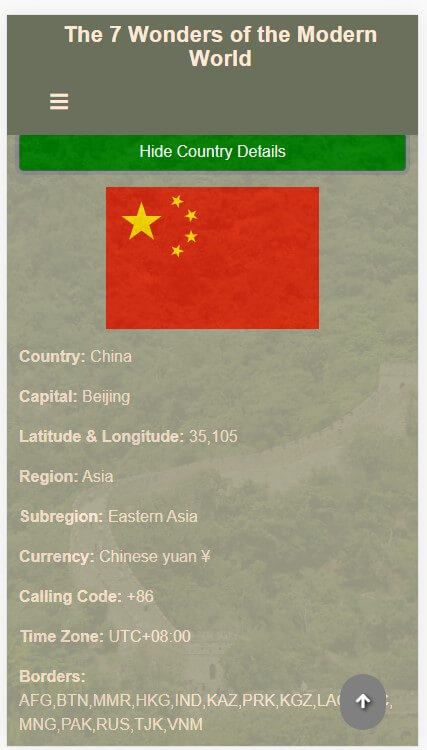 The 7 Wonders of the Modern
World
Hide Country Details
Country: China
Capital: Beijing
Latitude & Longitude: 35,105
Region: Asia
Subregion: Eastern Asia
Currency: Chinese yuan ¥
Calling Code: +86
Time Zone: UTC+08:00
Borders:
AFG,BTN,MMR,HKG,IND,KAZ,PRK,KGZ,
MNG,PAK,RUS,TJK,VNM